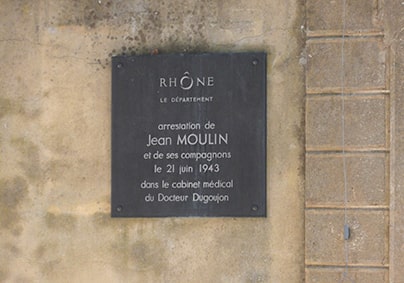 RHÔNE
LE DÉPARTEMENT
arrestation de
Jean MOULIN
et de ses compagnons
le 21 juin 1943
dans le cabinet médical
du Docteur Dugoujon